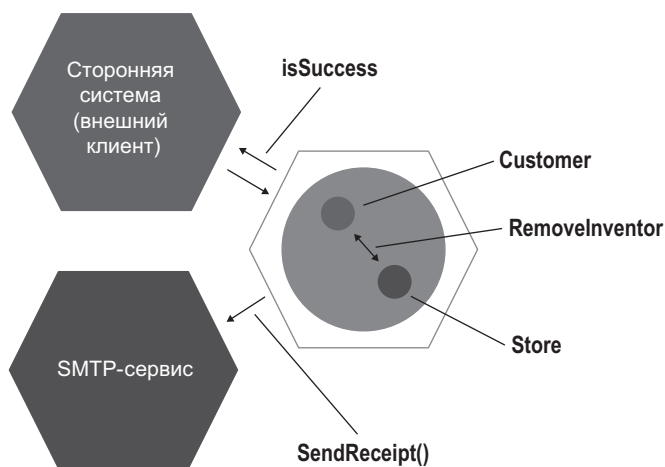 Сторонняя
система
(внешний
клиент)
isSuccess
Customer
RemoveInventor
Store
SMTP-сервис
SendReceipt()